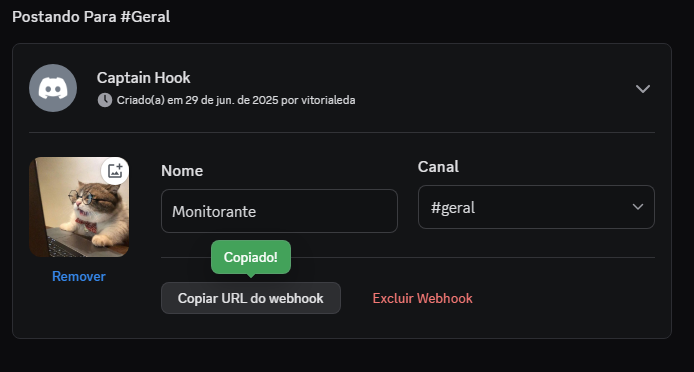 Postando Para #Geral
Captain Hook
Criado(a) em 29 de jun. de 2025 por vitorialeda
Nome
Canal
Monitorante
#geral
Copiado!
Remover
Copiar URL do webhook
Excluir Webhook